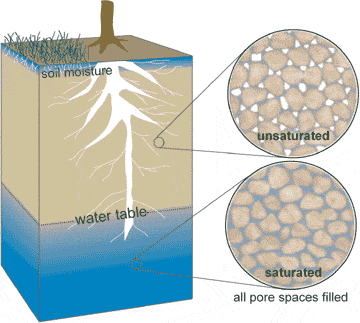 soil moisture
unsaturated
water table
saturated
all pore spaces filled